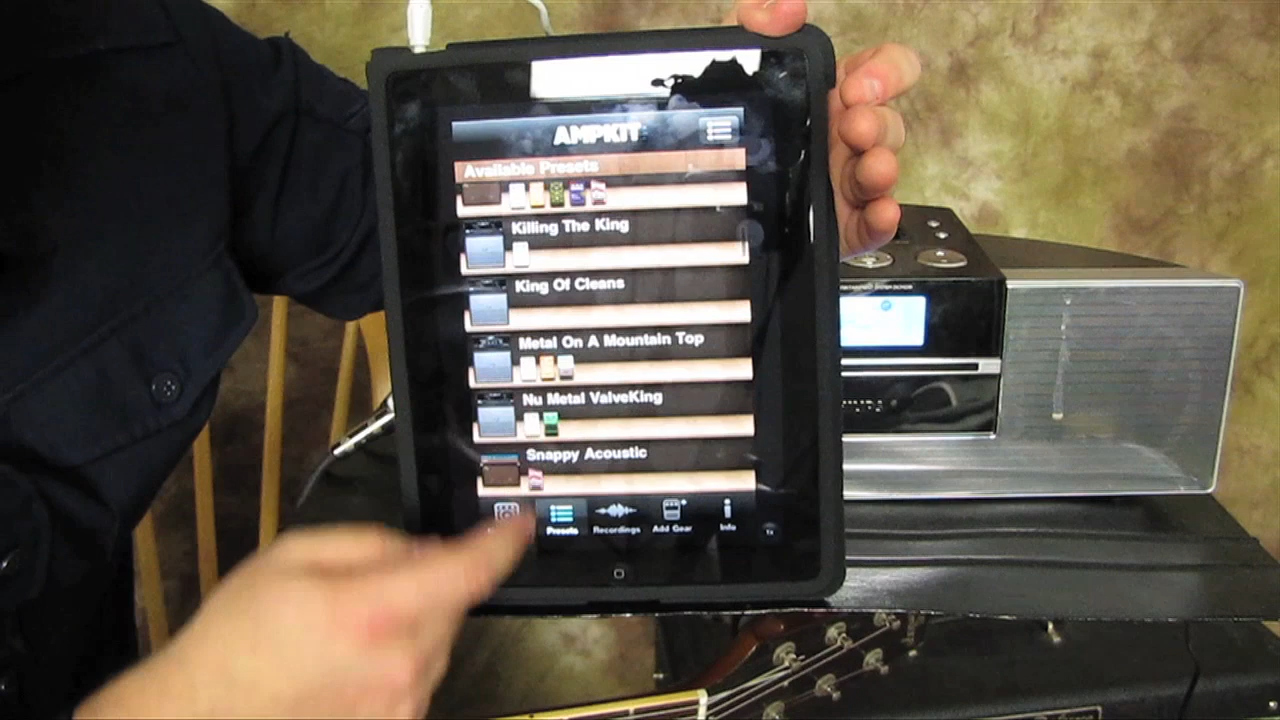 AMPKIT
Available Presets
Killing The King
King Of Cleans
Metal On A Mountain Top
Nu Metal ValveKing
Snappy Acoustic
Presets
Recordings
Add Gear
Info